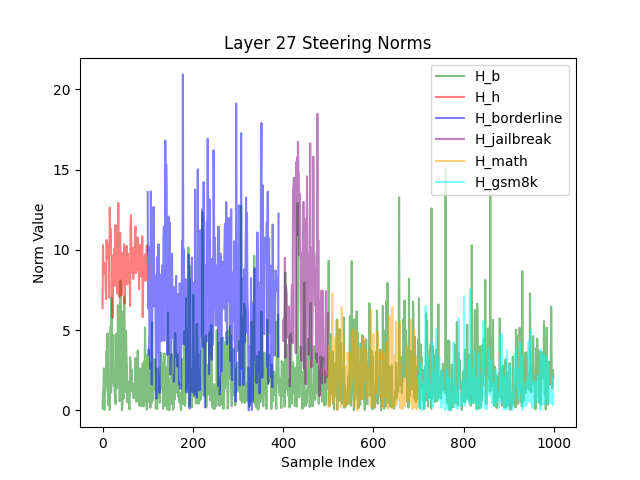 Layer 27 Steering Norms
H_b
H_h
H_borderline
H_jailbreak
H_math
H_gsm8k
Norm Value
20
15
10
5
0
0
200
400
600
800
1000
Sample Index